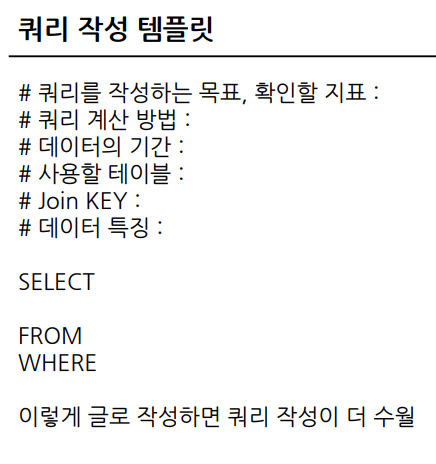 쿼리 작성 템플릿
# 쿼리를 작성하는 목표, 확인할 지표 :
# 쿼리 계산 방법 :
# 데이터의 기간 :
# 사용할 테이블 :
# Join KEY :
# 데이터 특징 :
SELECT
FROM
WHERE
이렇게 글로 작성하면 쿼리 작성이 더 수월